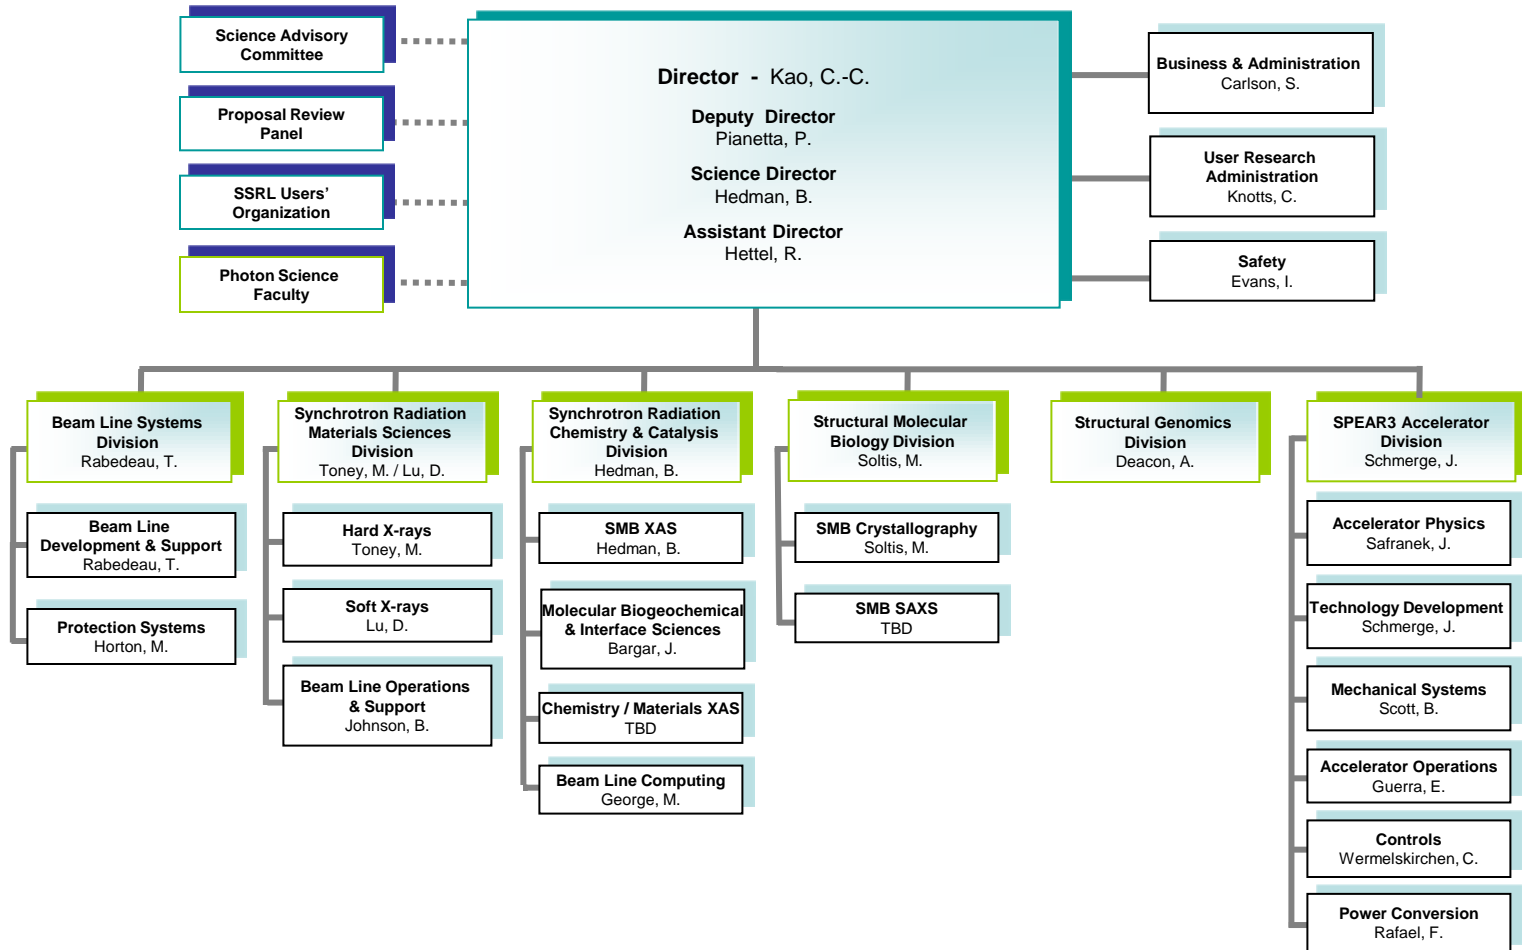 Science Advisory
Committee
Proposal Review
Panel
SSRL Users'
Organization
Photon Science
Faculty
Director - Kao, C.-C.
Deputy Director
Pianetta, P.
Science Director
Hedman, B.
Assistant Director
Hettel, R.
Business & Administration
Carlson, S.
User Research
Administration
Knotts, C.
Safety
Evans, I.
Beam Line Systems
Division
Rabedeau, T.
Beam Line
Development & Support
Rabedeau, T.
Protection Systems
Horton, M.
Synchrotron Radiation
Materials Sciences
Division
Toney, M. / Lu, D.
Hard X-rays
Toney, M.
Soft X-rays
Lu, D.
Beam Line Operations
& Support
Johnson, B.
Synchrotron Radiation
Chemistry & Catalysis
Division
Hedman, B.
SMB XAS
Hedman, B.
Molecular Biogeochemical
& Interface Sciences
Bargar, J.
Chemistry / Materials XAS
TBD
Beam Line Computing
George, M.
Structural Molecular
Biology Division
Soltis, M.
SMB Crystallography
Soltis, M.
SMB SAXS
TBD
Structural Genomics
Division
Deacon, A.
SPEAR3 Accelerator
Division
Schmerge, J.
Accelerator Physics
Safranek, J.
Technology Development
Schmerge, J.
Mechanical Systems
Scott, B.
Accelerator Operations
Guerra, E.
Controls
Wermelskirchen, C.
Power Conversion
Rafael, F.